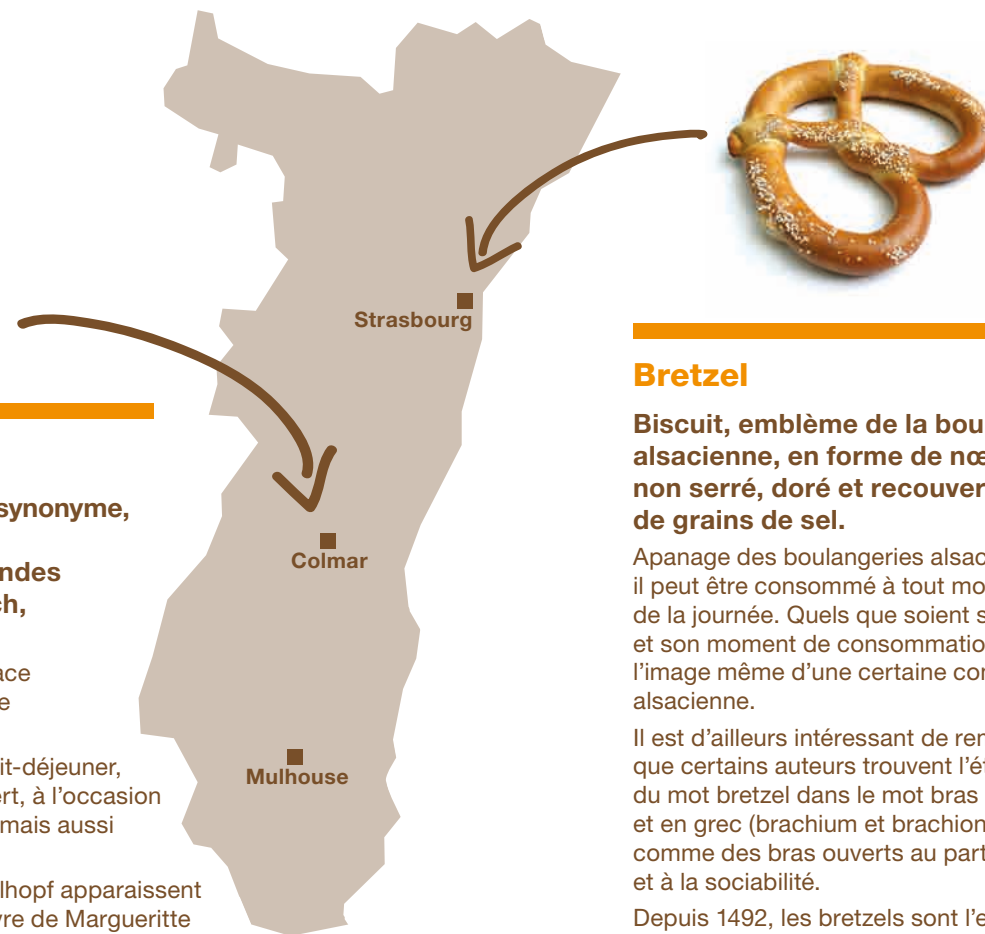 Strasbourg
Colmar
Mulhouse
synonyme,
ndes
ch,
ace
e
it-déjeuner,
ert, à l'occasion
mais aussi
lhopf apparaissent
vre de Margueritte
Bretzel
Biscuit, emblème de la bou
alsacienne, en forme de nœ
non serré, doré et recouver
de grains de sel.
Apanage des boulangeries alsac
il peut être consommé à tout mo
de la journée. Quels que soient s
et son moment de consommatio
l'image même d'une certaine con
alsacienne.
Il est d'ailleurs intéressant de rem
que certains auteurs trouvent l'ét
du mot bretzel dans le mot bras
et en grec (brachium et brachion
comme des bras ouverts au part
et à la sociabilité.
Depuis 1492, les bretzels sont l'e